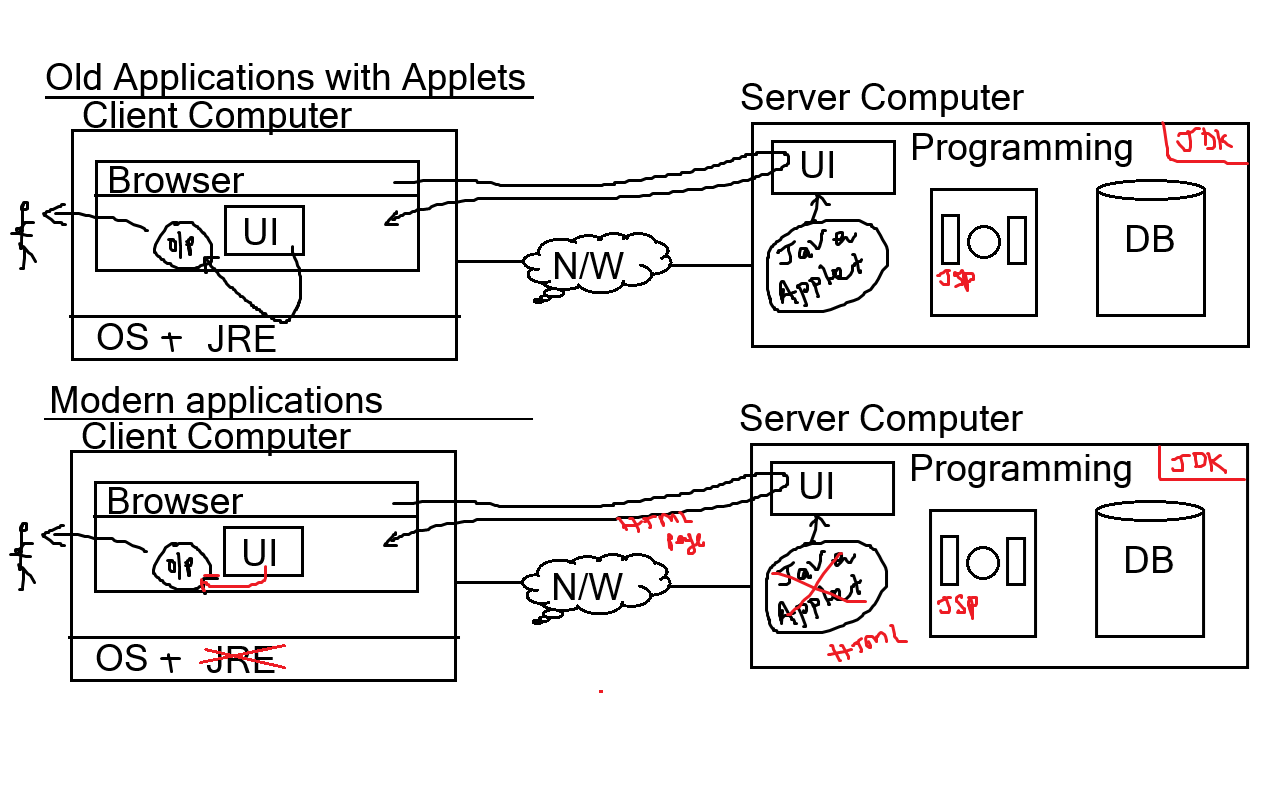 Old Applications with Applets
Client Computer
Server Computer
Browser
UI
O/P
OS + JRE
N/W
UI
Programming
JDK
Java
Applet
JSP
DB
Modern applications
Client Computer
Server Computer
Browser
UI
O/P
OS + JRE
HTML
page
N/W
UI
Programming
JDK
Java
Applet
HTML
JSP
DB